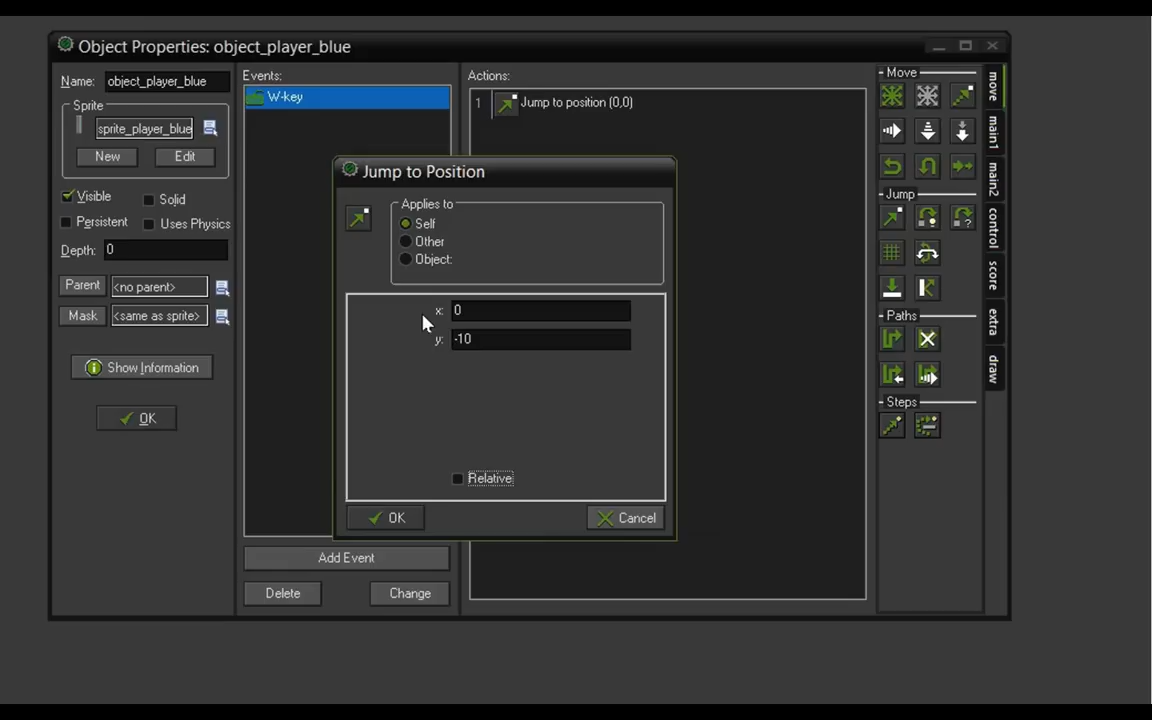 Object Properties: object_player_blue
Name: object_player_blue
Sprite
sprite_player_blue
New
Edit
Visible
Solid
Persistent
Uses Physics
Depth: 0
Parent
<no parent>
Mask
<same as sprite>
Show Information
OK
Events:
W-key
Add Event
Delete
Change
Actions:
1
Jump to position (0,0)
Jump to Position
Applies to
Self
Other
Object:
x: 0
y: -10
Relative
OK
Cancel
Move
Jump
Paths
Steps
move
main1
main2
control
score
extra
draw